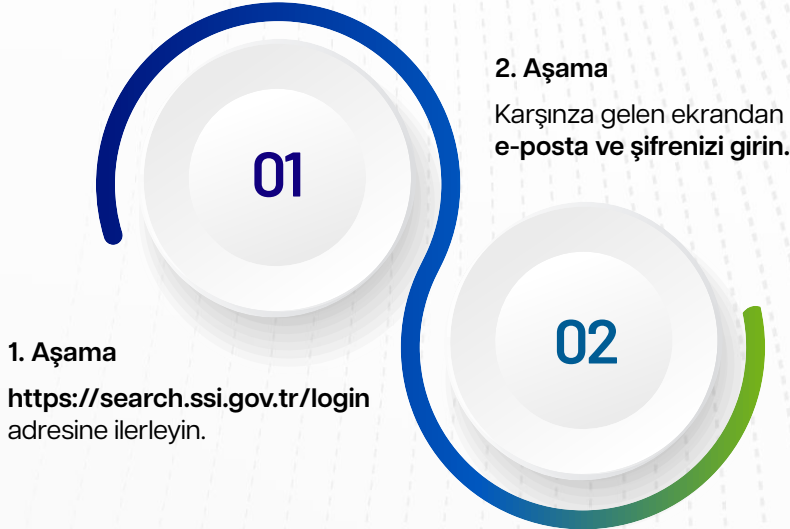 01
1. Aşama
https://search.ssi.gov.tr/login
adresine ilerleyin.
2. Aşama
Karşınza gelen ekrandan
e-posta ve şifrenizi girin.
02